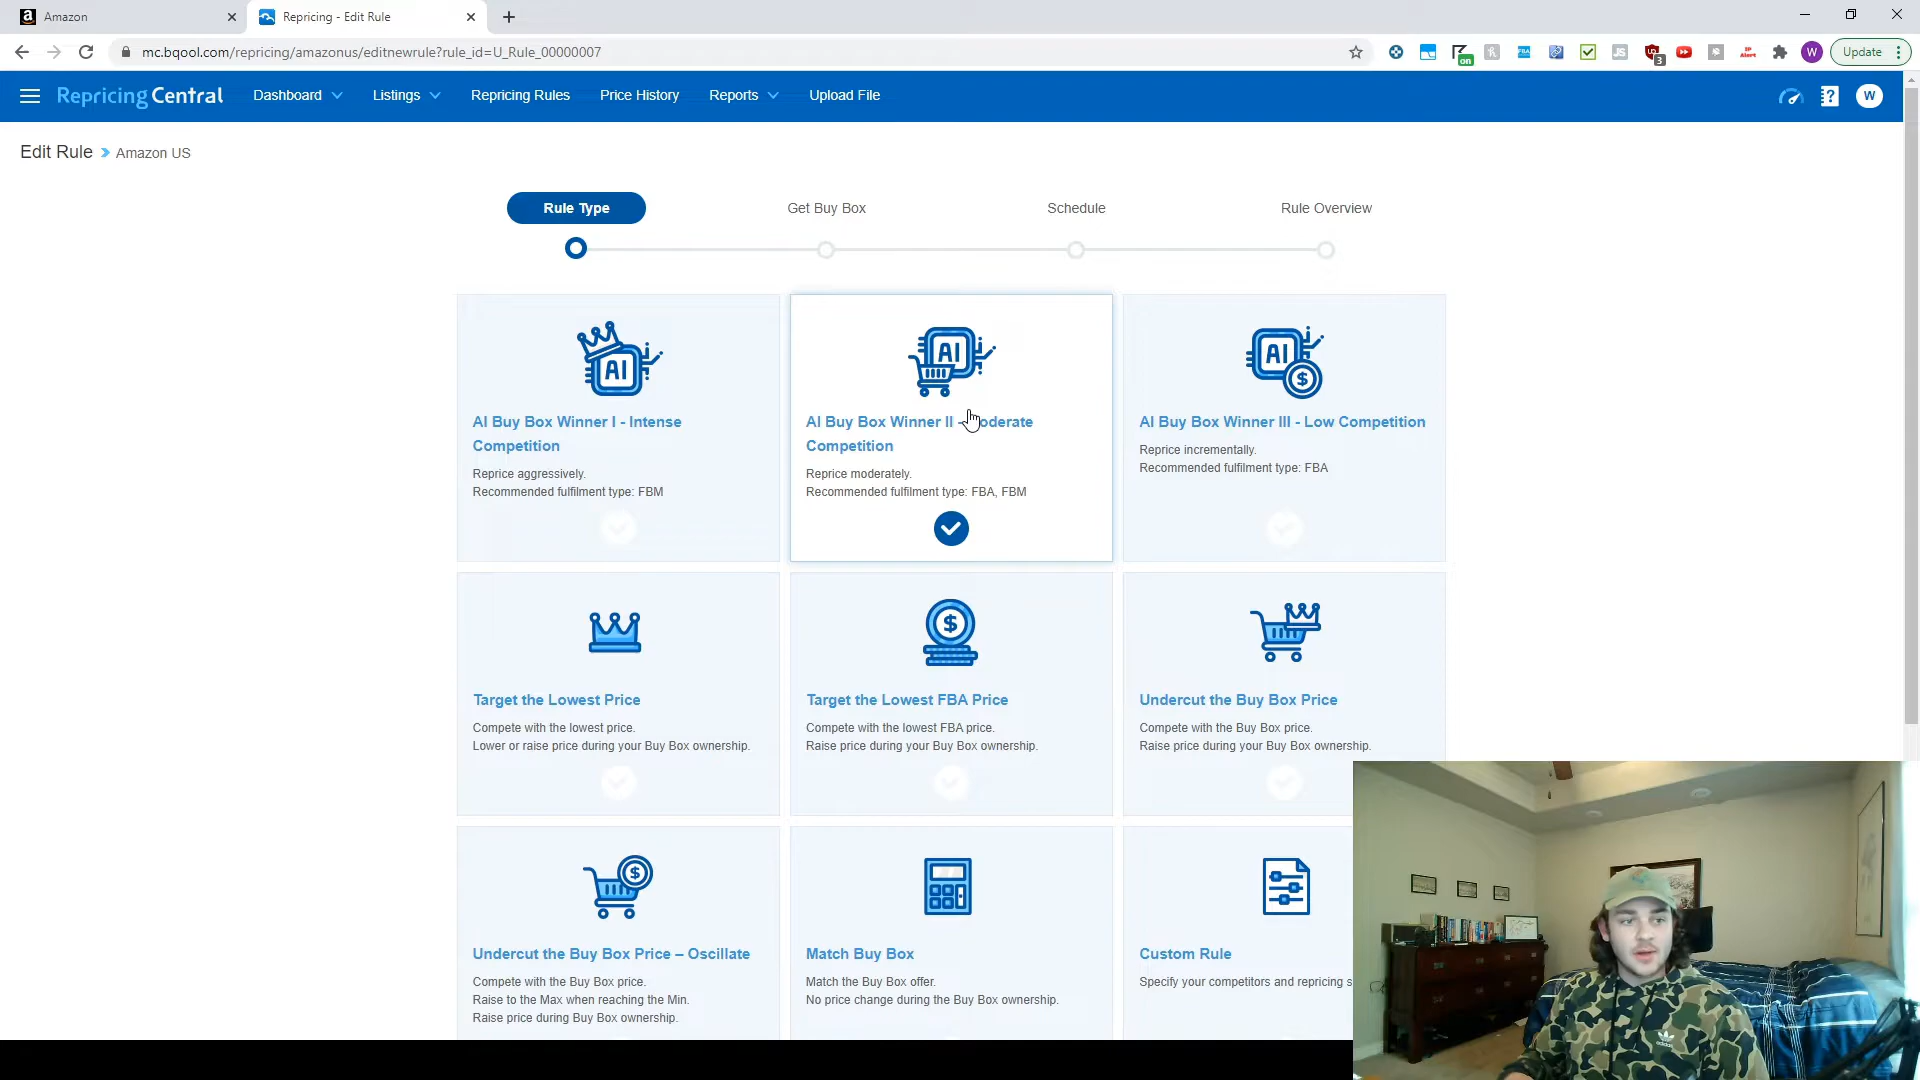 Amazon
Repricing - Edit Rule
mc.bqool.com/repricing/amazonus/editnewrule?rule_id=U_Rule_00000007
on
FBA
JS
3
IP
Alert
W
Update
Repricing Central
Dashboard
Listings
Repricing Rules
Price History
Reports
Upload File
?
W
Edit Rule
Amazon US
Rule Type
Get Buy Box
Schedule
Rule Overview
AI
AI Buy Box Winner I - Intense
Competition
Reprice aggressively.
Recommended fulfilment type: FBM
AI
AI Buy Box Winner II -
Competition
Reprice moderately.
Recommended fulfilment type: FBA, FBM
AI
$
AI Buy Box Winner III - Low Competition
Reprice incrementally.
Recommended fulfilment type: FBA
Target the Lowest Price
Compete with the lowest price.
Lower or raise price during your Buy Box ownership.
$
Target the Lowest FBA Price
Compete with the lowest FBA price.
Raise price during your Buy Box ownership.
Undercut the Buy Box Price
Compete with the Buy Box price.
Raise price during your Buy Box ownership.
$
Undercut the Buy Box Price – Oscillate
Compete with the Buy Box price.
Raise to the Max when reaching the Min.
Raise price during Buy Box ownership.
Match Buy Box
Match the Buy Box offer.
No price change during the Buy Box ownership.
Custom Rule
Specify your competitors and repricing s
adidas